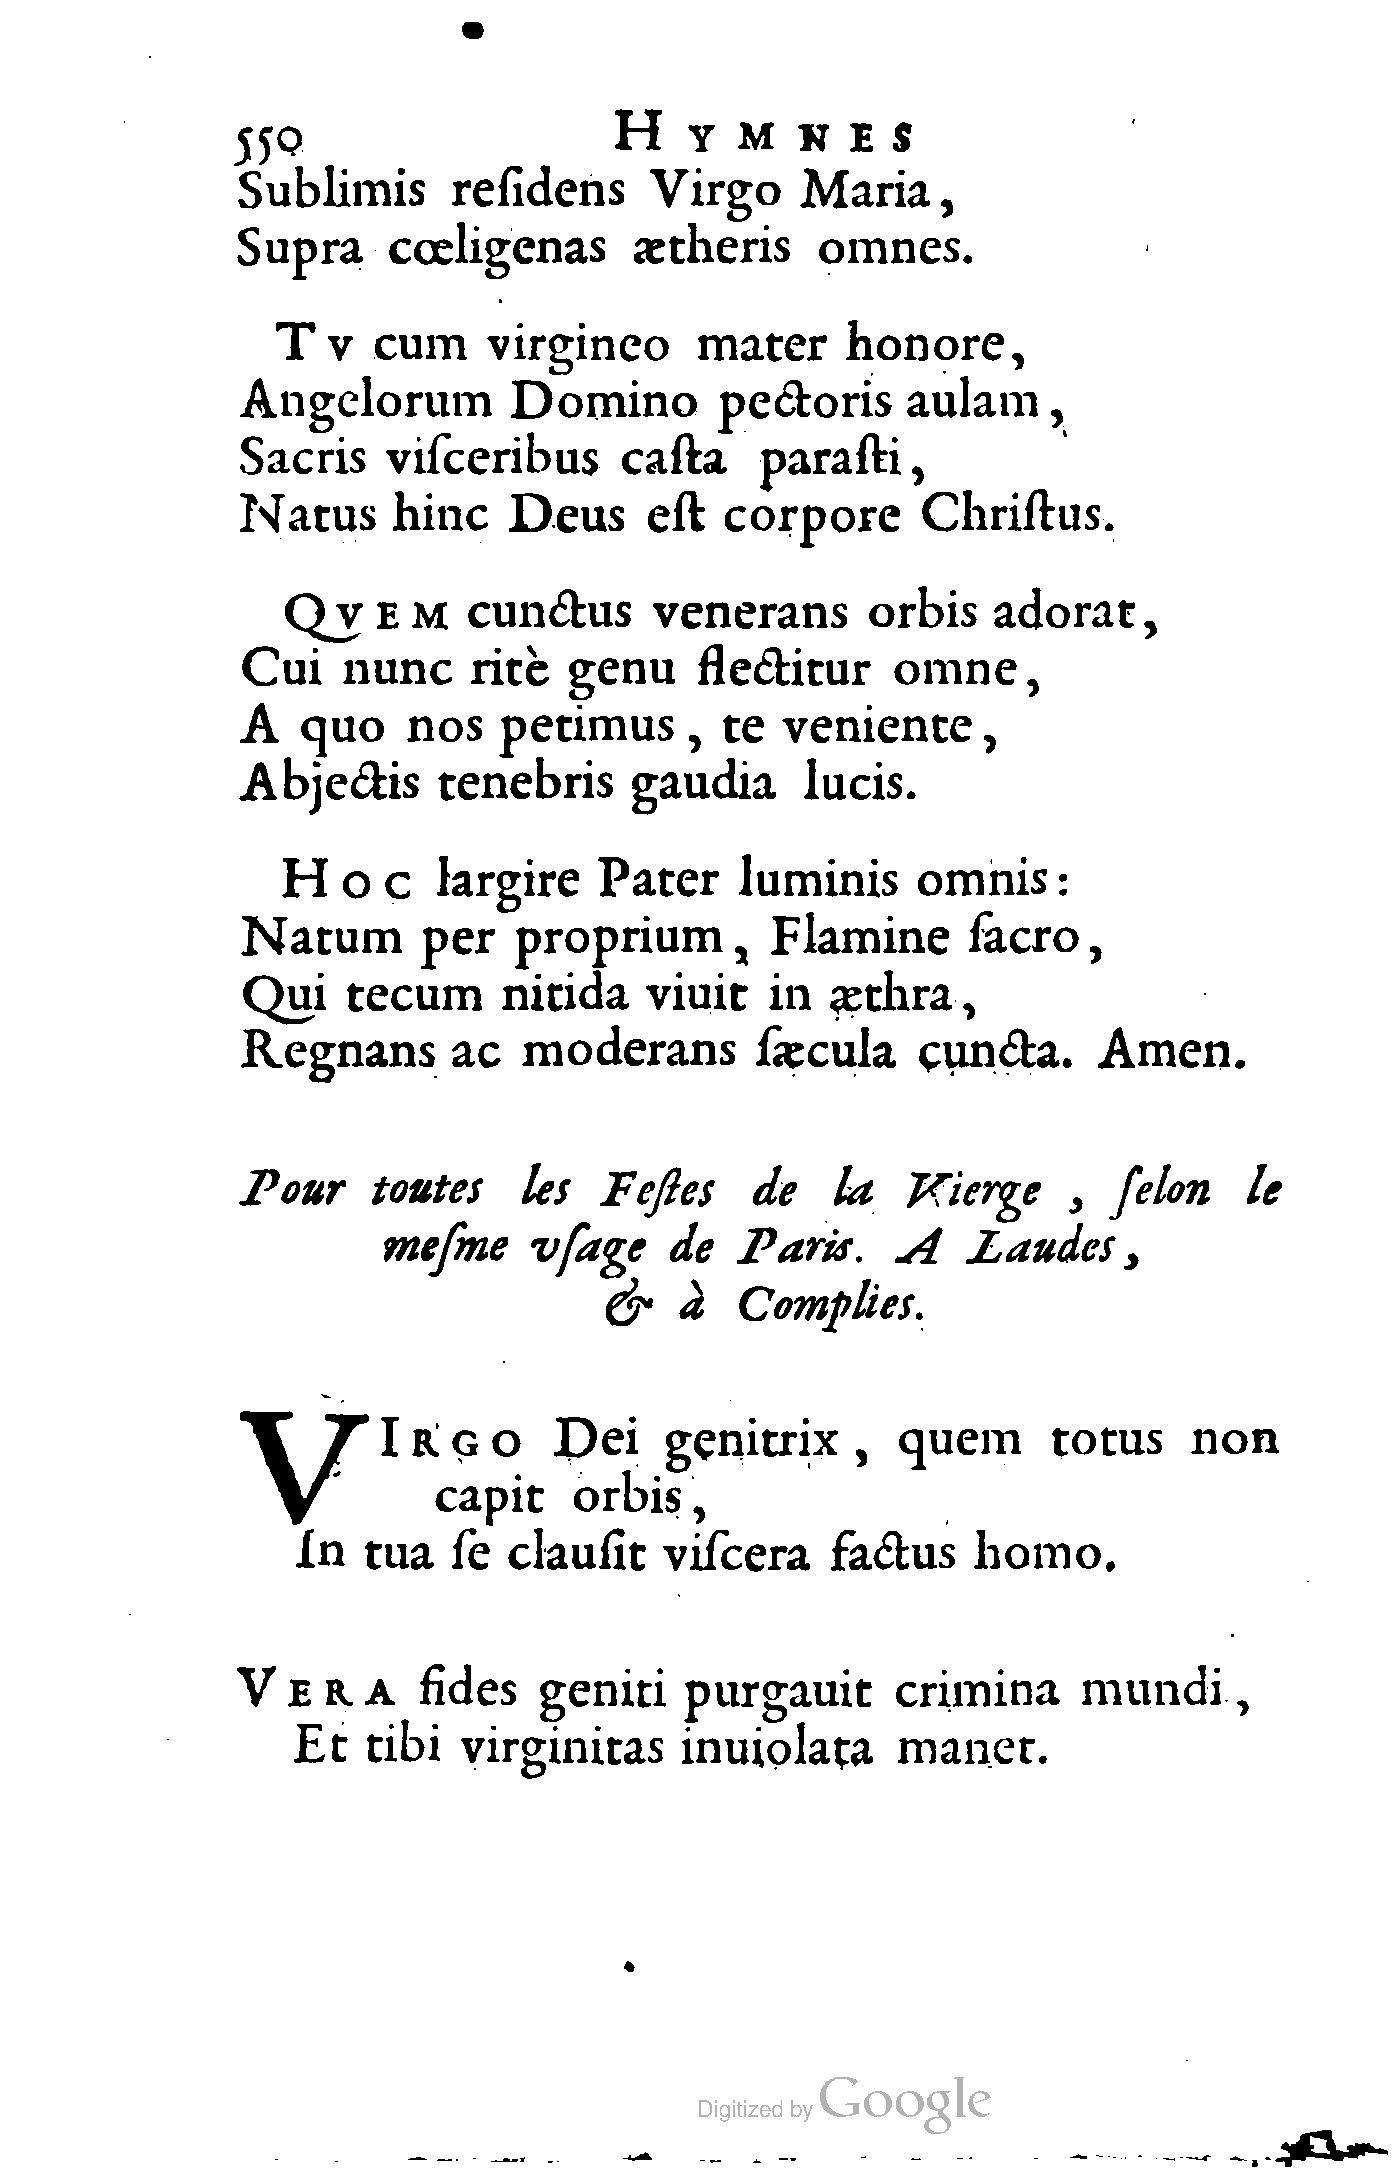 550 HYMNES
Sublimis reſidens Virgo Maria,
Supra cœligenas ætheris omnes.
Tv cum virgineo mater honore,
Angelorum Domino pectoris aulam,
Sacris viſceribus caſta paraſti,
Natus hinc Deus eſt corpore Chriſtus.
QVEM cunctus venerans orbis adorat,
Cui nunc ritè genu flectitur omne,
A quo nos petimus, te veniente,
Abjectis tenebris gaudia lucis.
Hoc largire Pater luminis omnis:
Natum per proprium, Flamine ſacro,
Qui tecum nitida viuit in æthra,
Regnans ac moderans ſæcula cuncta. Amen.
Pour toutes les Feſtes de la Vierge, ſelon le
meſme vſage de Paris. A Laudes,
& à Complies.
VIRGO Dei genitrix, quem totus non
capit orbis,
In tua ſe clauſit viſcera factus homo.
VERA fides geniti purgauit crimina mundi,
Et tibi virginitas inuiolata manet.
Digitized by Google